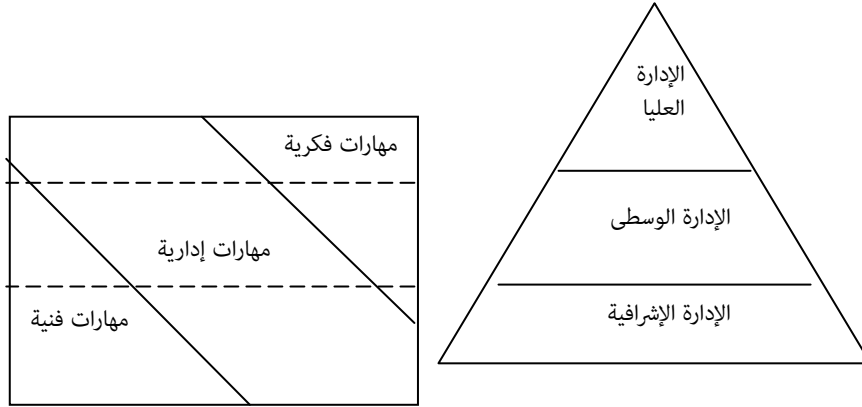 الإدارة
العليا
الإدارة الوسطى
الإدارة الإشرافية
مهارات فكرية
مهارات إدارية
مهارات فنية